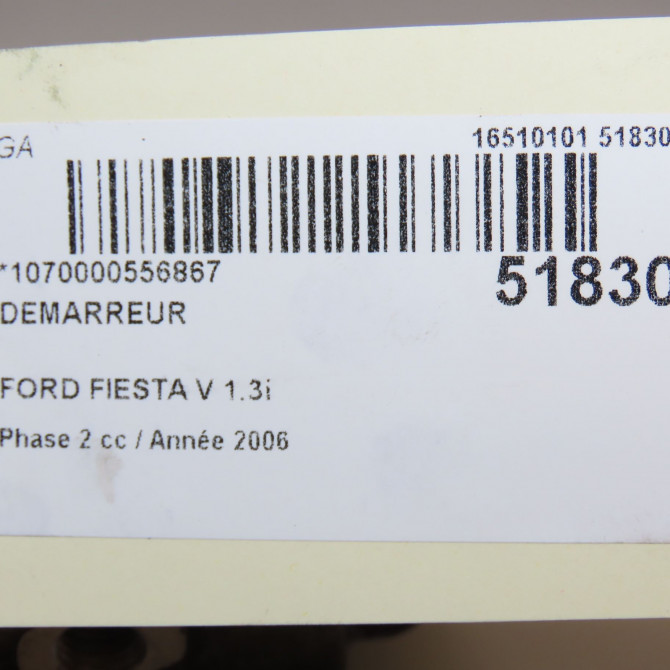 GA
16510101 51830
*1070000556867
51830
DEMARREUR
FORD FIESTA V 1.3i
Phase 2 cc / Année 2006